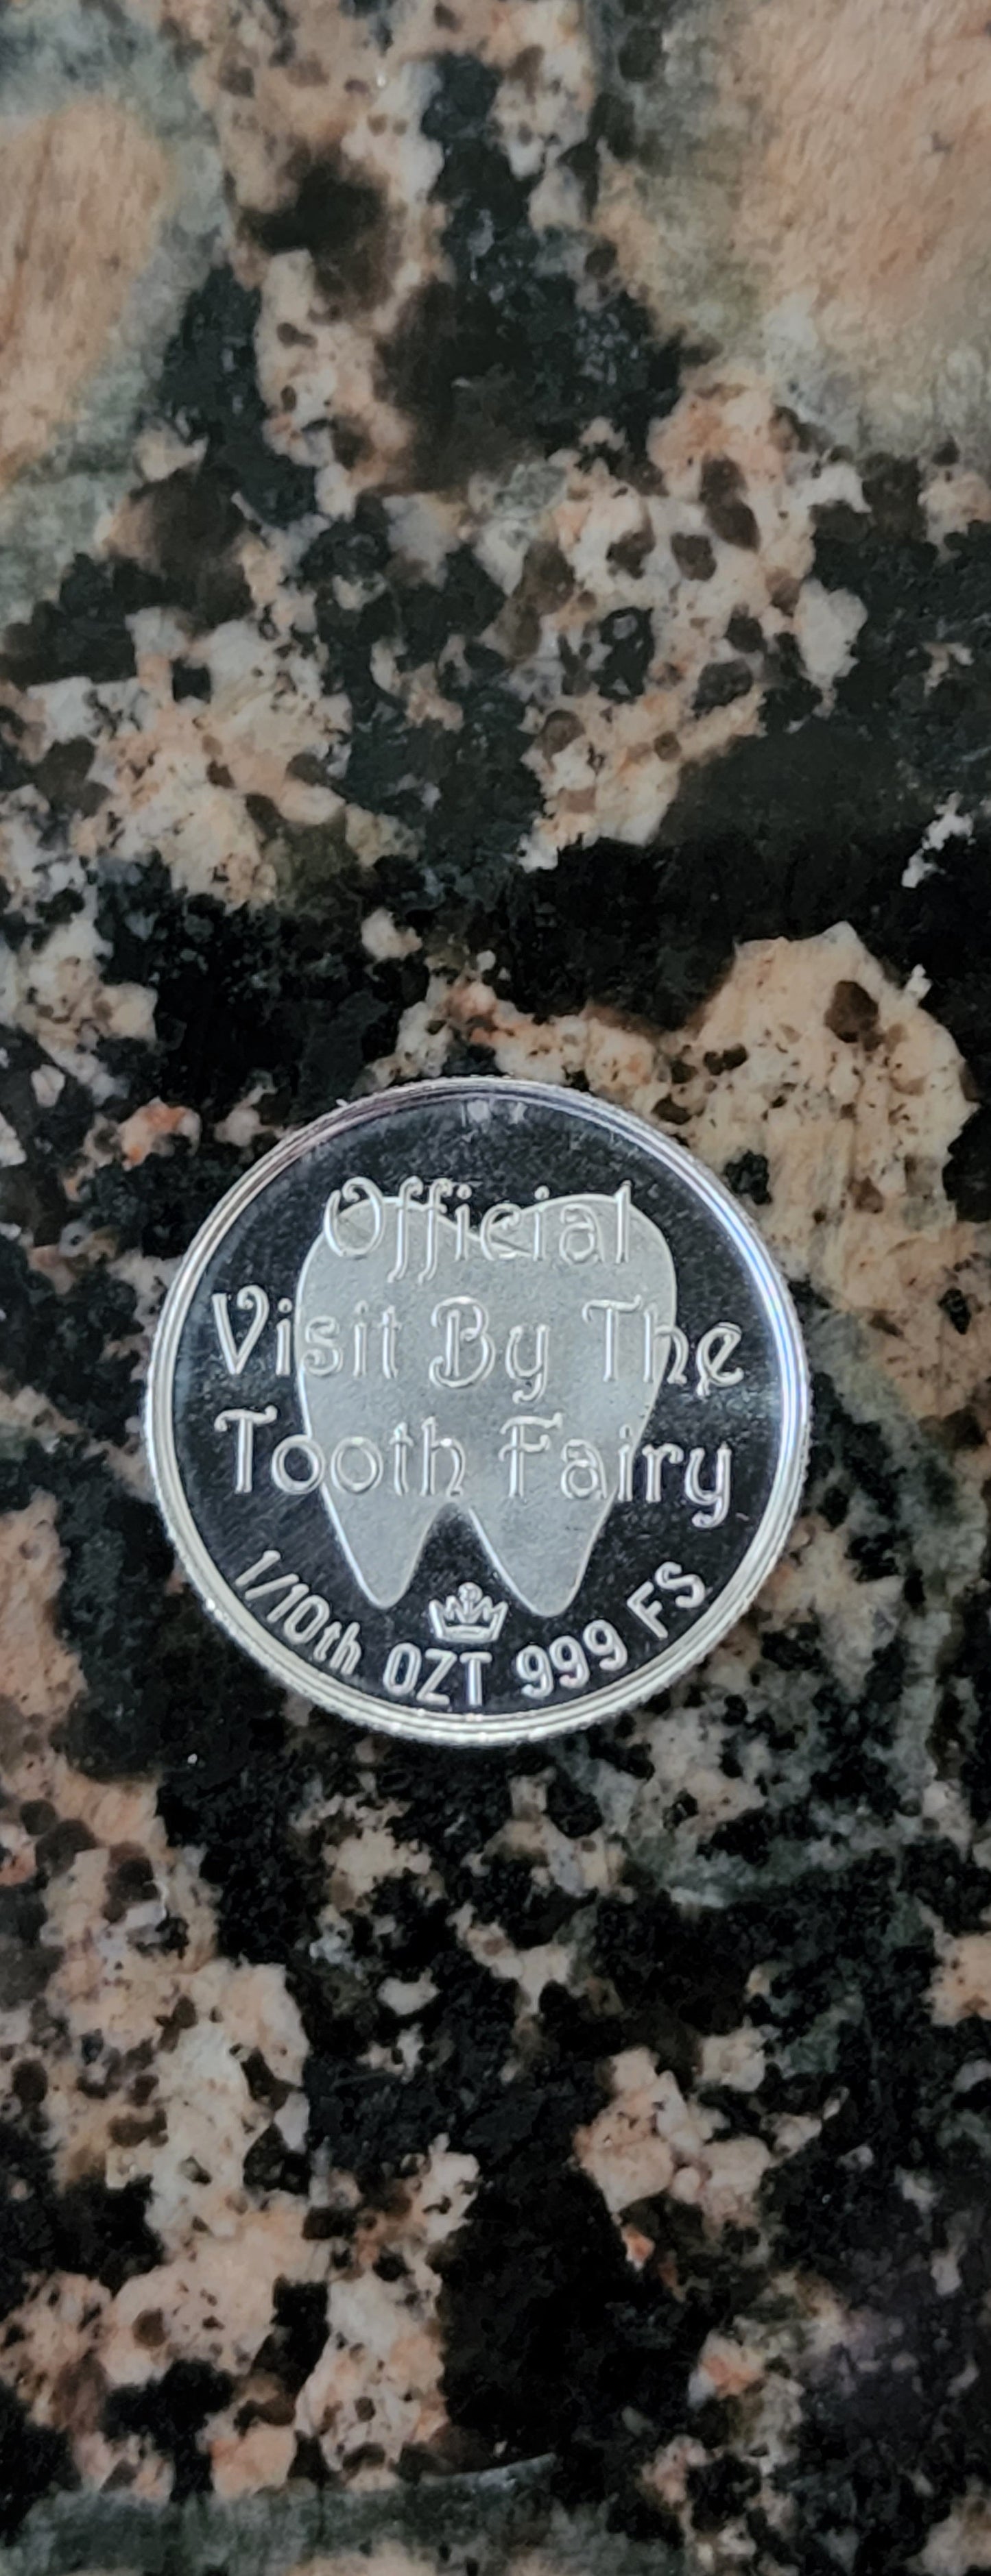 Official
Visit By The
Tooth Fairy
1/10th OZT 999 FS